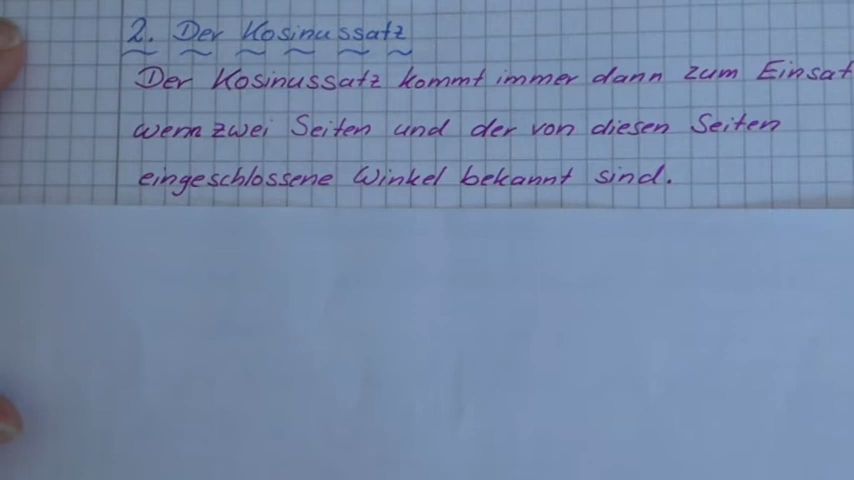 2. Der Kosinussatz
Der Kosinussatz kommt immer dann zum Einsat
wenn zwei Seiten und der von diesen Seiten
eingeschlossene Winkel bekannt sind.